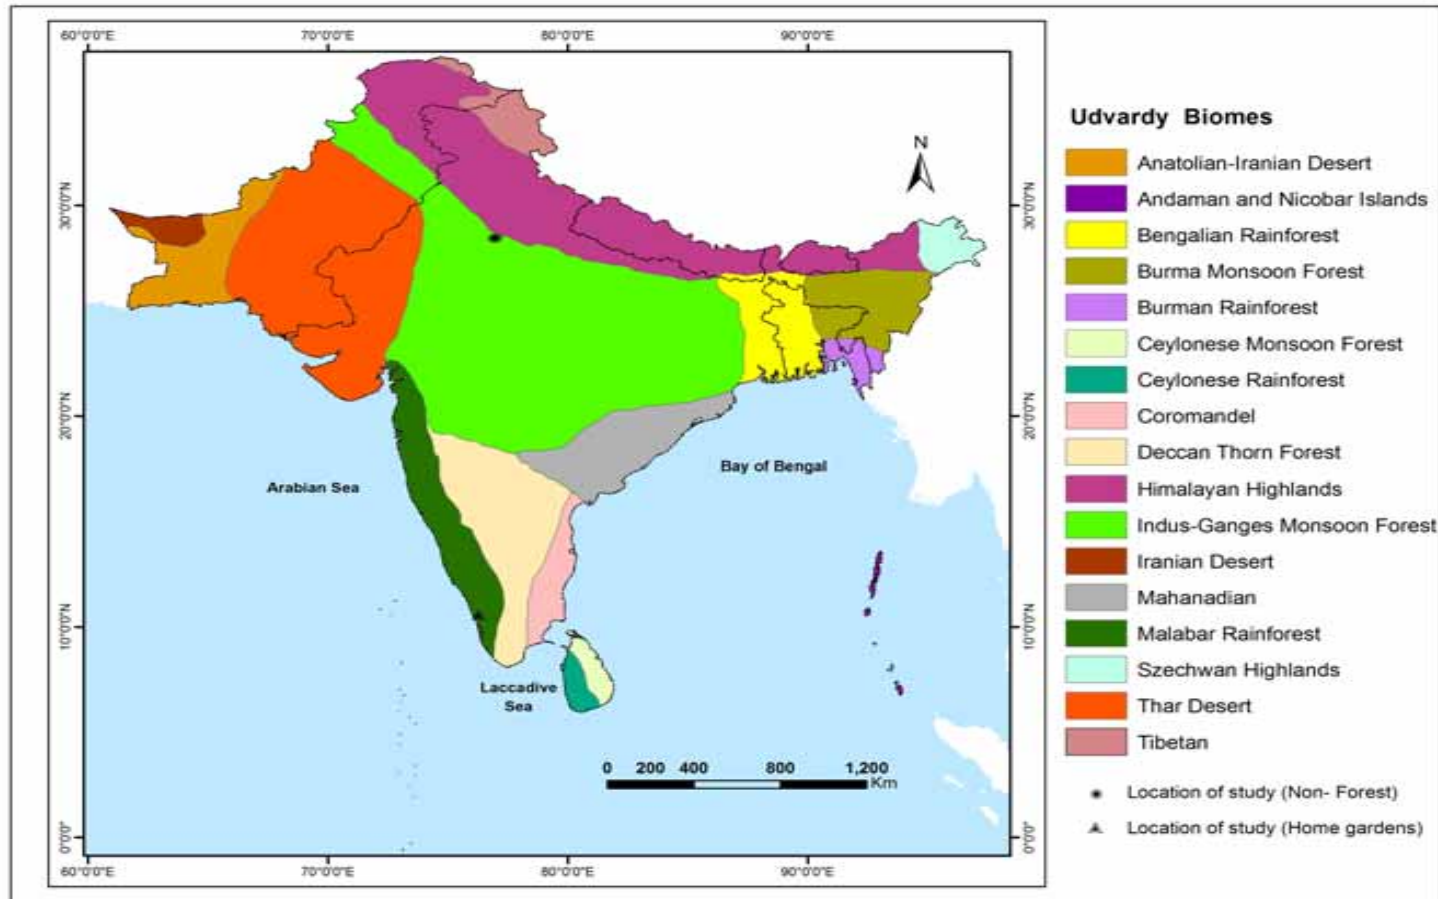 60°0'0"E 70°0'0"E 80°0'0"E 90°0'0"E
30°0'0"N
20°0'0"N
10°0'0"N
0°0'0"
N
Arabian Sea
Bay of Bengal
Laccadive
Sea
0 200 400 800 1,200
Km
30°0'0"N
20°0'0"N
10°0'0"N
0°0'0"
60°0'0"E 70°0'0"E 80°0'0"E 90°0'0"E
Udvardy Biomes
Anatolian-Iranian Desert
Andaman and Nicobar Islands
Bengalian Rainforest
Burma Monsoon Forest
Burman Rainforest
Ceylonese Monsoon Forest
Ceylonese Rainforest
Coromandel
Deccan Thorn Forest
Himalayan Highlands
Indus-Ganges Monsoon Forest
Iranian Desert
Mahanadian
Malabar Rainforest
Szechwan Highlands
Thar Desert
Tibetan
Location of study (Non- Forest)
Location of study (Home gardens)